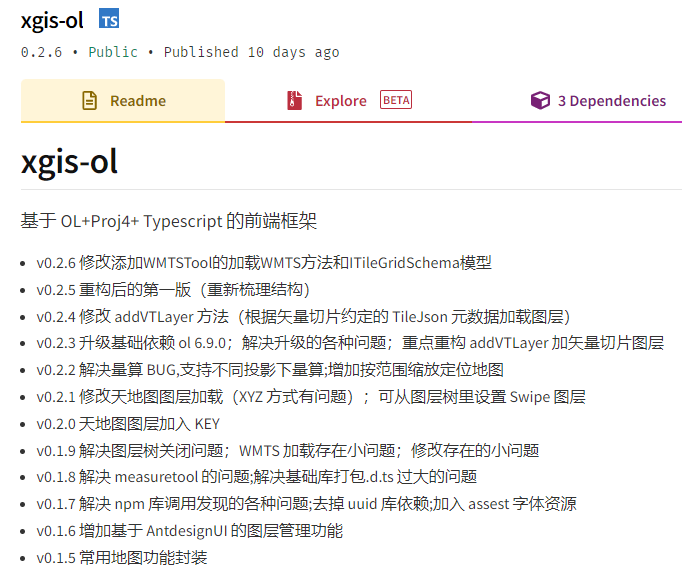 xgis-ol TS
0.2.6 • Public • Published 10 days ago
Readme Explore BETA 3 Dependencies
xgis-ol
基于 OL+Proj4+ Typescript 的前端框架
• v0.2.6 修改添加WMTSTool的加载WMTS方法和ITileGridSchema模型
• v0.2.5 重构后的第一版（重新梳理结构）
• v0.2.4 修改 addVTLayer 方法（根据矢量切片约定的 TileJson 元数据加载图层）
• v0.2.3 升级基础依赖 ol 6.9.0；解决升级的各种问题；重点重构 addVTLayer 加矢量切片图层
• v0.2.2 解决量算 BUG,支持不同投影下量算;增加按范围缩放定位地图
• v0.2.1 修改天地图图层加载（XYZ 方式有问题）；可从图层树里设置 Swipe 图层
• v0.2.0 天地图图层加入 KEY
• v0.1.9 解决图层树关闭问题；WMTS 加载存在小问题；修改存在的小问题
• v0.1.8 解决 measuretool 的问题;解决基础库打包.d.ts 过大的问题
• v0.1.7 解决 npm 库调用发现的各种问题;去掉 uuid 库依赖;加入 assest 字体资源
• v0.1.6 增加基于 AntdesignUI 的图层管理功能
• v0.1.5 常用地图功能封装